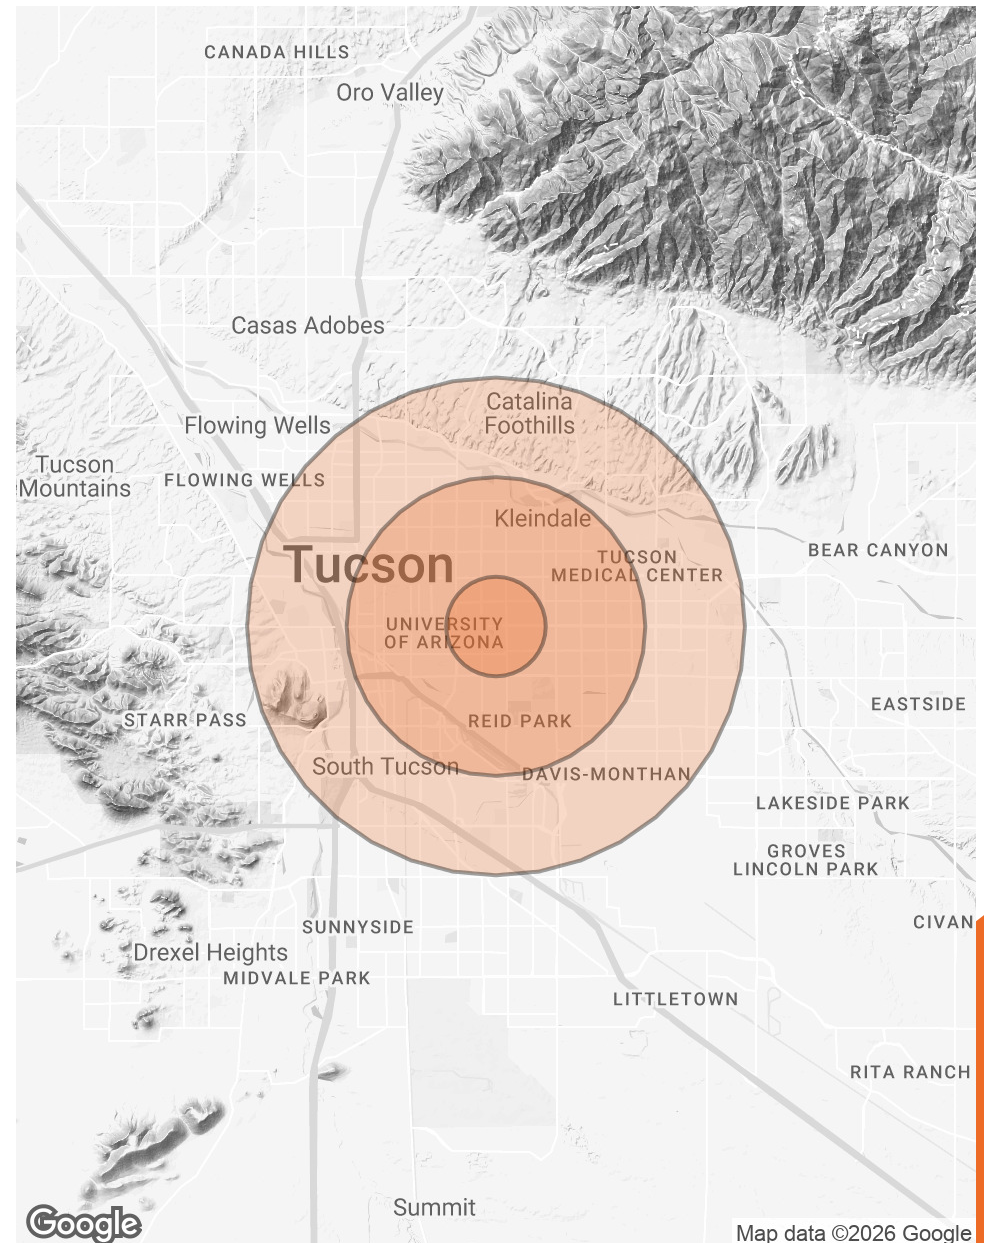 CANADA HILLS
Oro Valley
Casas Adobes
Catalina
Foothills
Flowing Wells
Tucson
Mountains
FLOWING WELLS
Kleindale
BEAR CANYON
Tucson
TUCSON
MEDICAL CENTER
UNIVERSITY
OF ARIZONA
EASTSIDE
STARR PASS
REID PARK
South Tucson
DAVIS-MONTHAN
LAKESIDE PARK
GROVES
LINCOLN PARK
CIVAN
SUNNYSIDE
Drexel Heights
MIDVALE PARK
LITTLETOWN
RITA RANCH
Summit
Google
Map data ©2026 Google